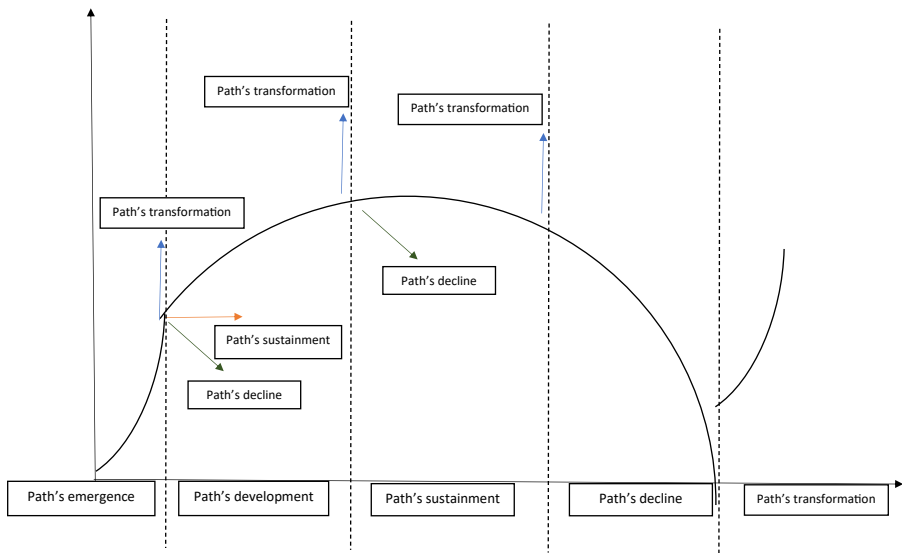 Path's transformation
Path's transformation
Path's transformation
Path's decline
Path's sustainment
Path's decline
Path's emergence
Path's development
Path's sustainment
Path's decline
Path's transformation